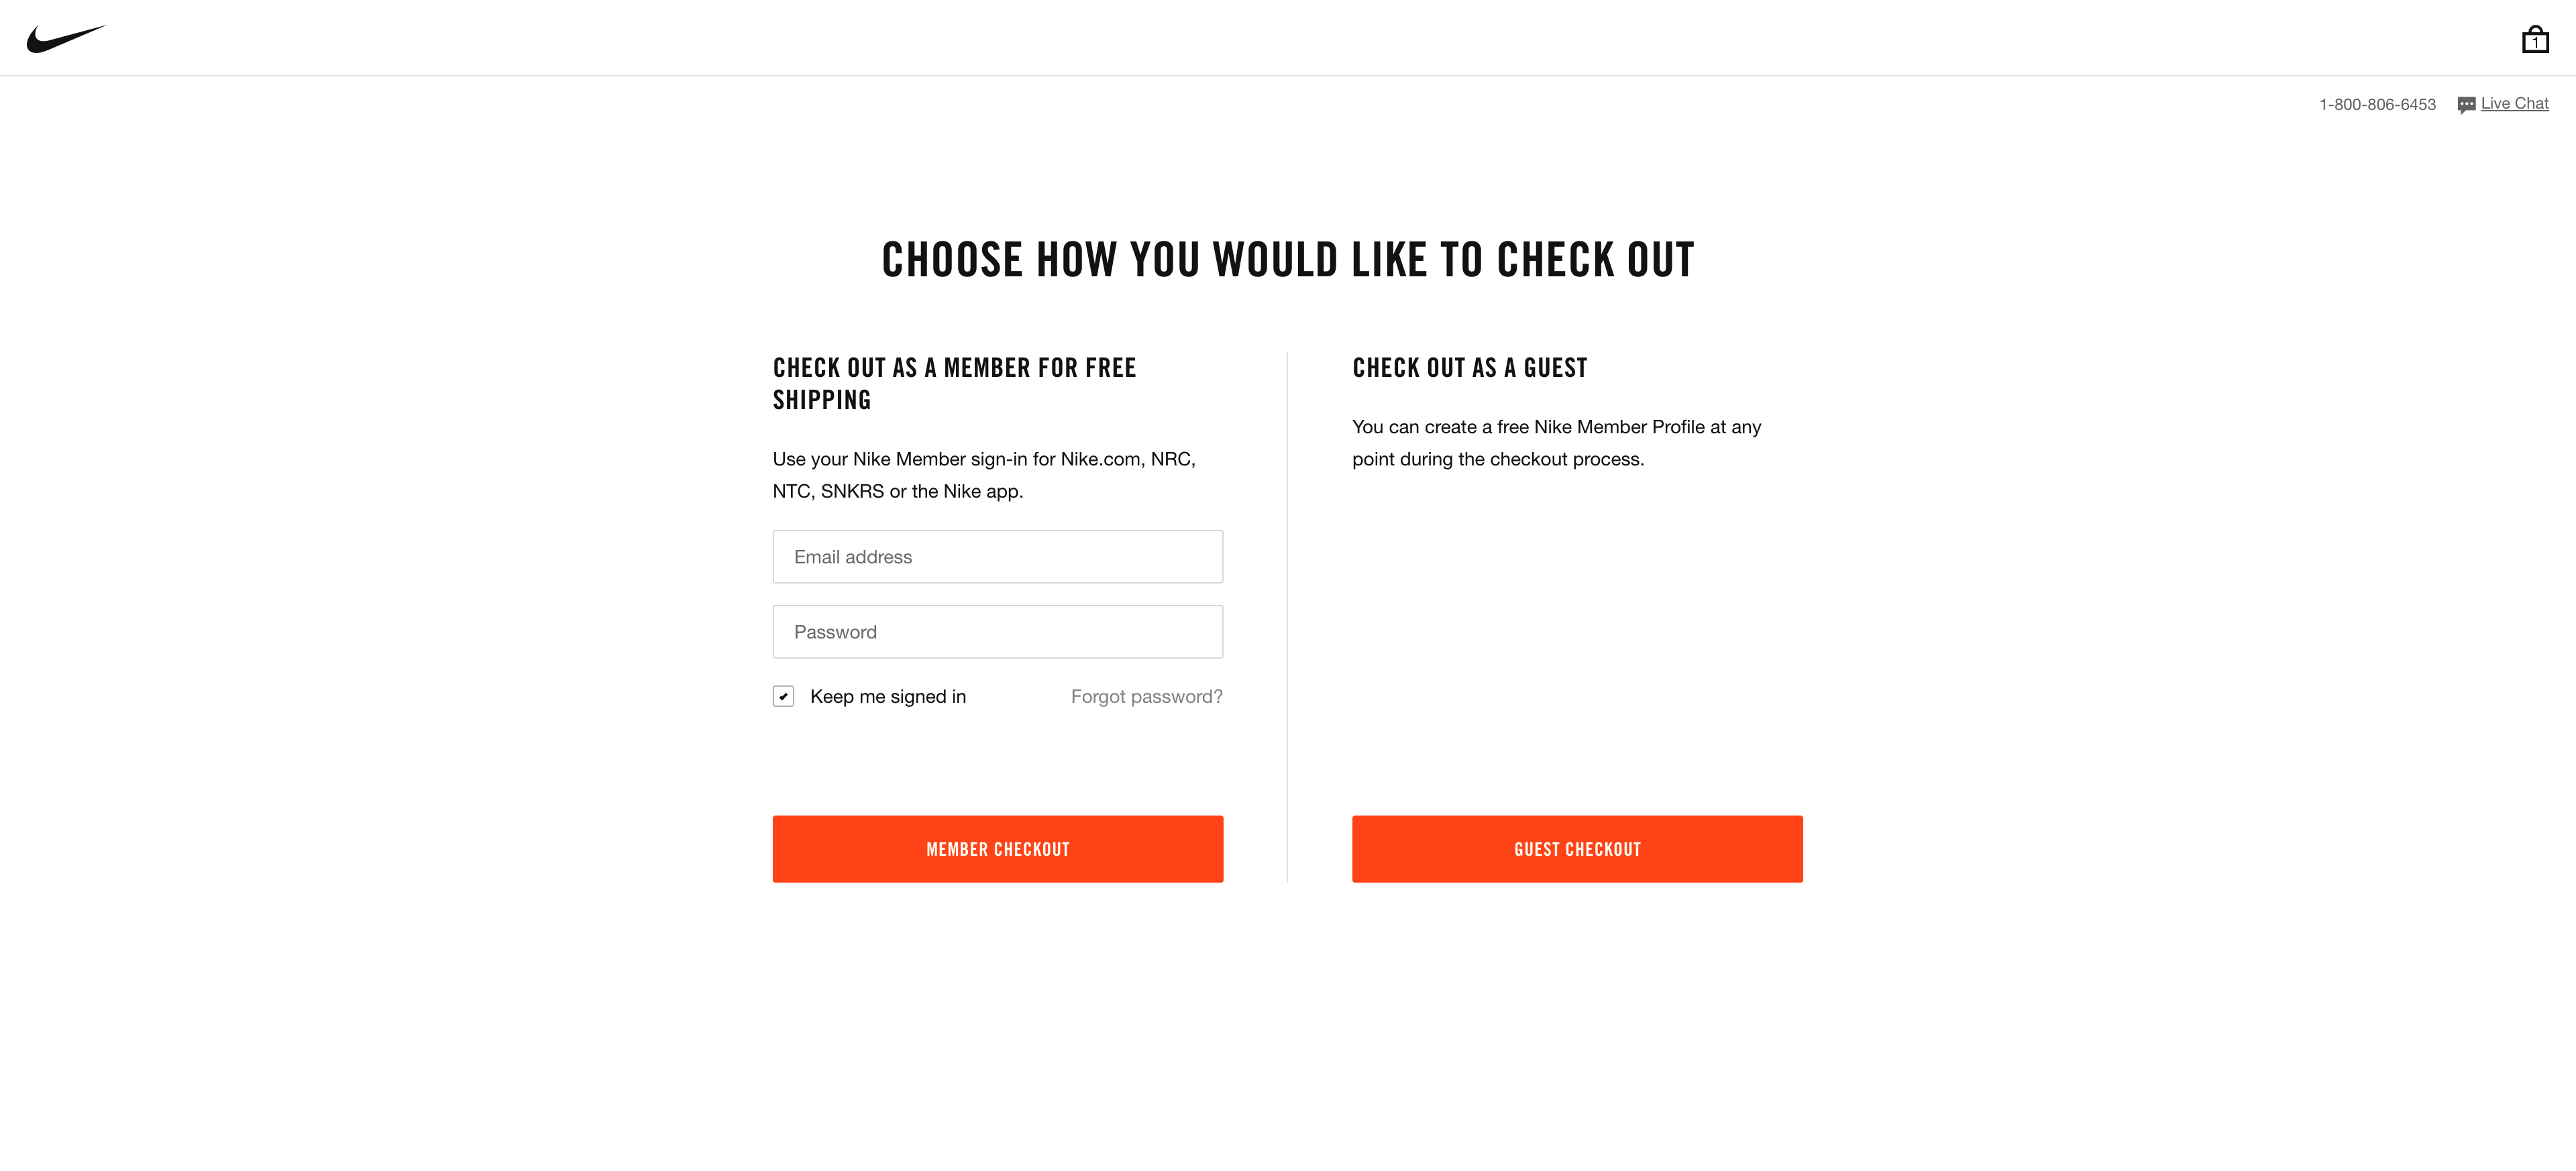 1
1-800-806-6453 Live Chat
CHOOSE HOW YOU WOULD LIKE TO CHECK OUT
CHECK OUT AS A MEMBER FOR FREE
SHIPPING
Use your Nike Member sign-in for Nike.com, NRC,
NTC, SNKRS or the Nike app.
Email address
Password
Keep me signed in
Forgot password?
MEMBER CHECKOUT
CHECK OUT AS A GUEST
You can create a free Nike Member Profile at any
point during the checkout process.
GUEST CHECKOUT